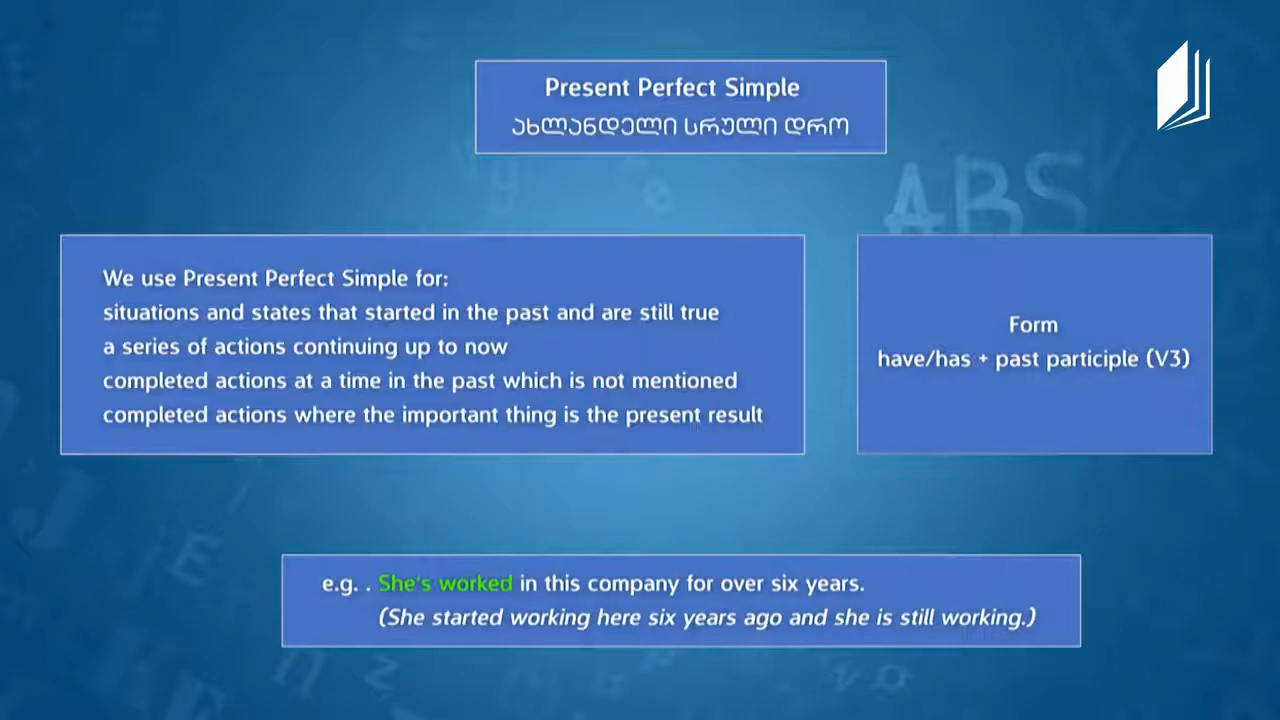 Present Perfect Simple
ახლანდელი სრული დრო
ABS
We use Present Perfect Simple for:
situations and states that started in the past and are still true
a series of actions continuing up to now
completed actions at a time in the past which is not mentioned
completed actions where the important thing is the present result
Form
have/has + past participle (V3)
e.g. . She's worked in this company for over six years.
(She started working here six years ago and she is still working.)